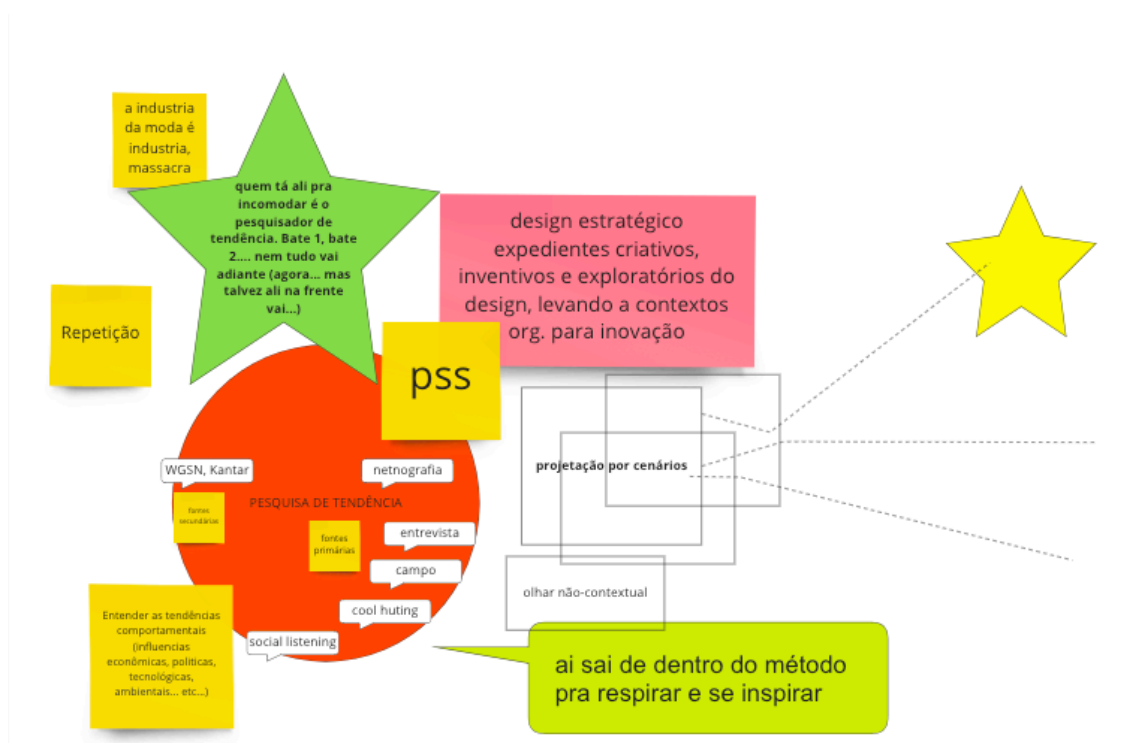 a industria
da moda é
industria,
massacra
quem tá ali pra
incomodar é o
pesquisador de
tendência. Bate 1, bate
2.... nem tudo vai
adiante (agora... mas
talvez ali na frente
vai...)
design estratégico
expedientes criativos,
inventivos e exploratórios do
design, levando a contextos
org. para inovação
Repetição
pss
projetação por cenários
WGSN, Kantar
netnografia
PESQUISA DE TENDÊNCIA
fontes
secundárias
fontes
primárias
entrevista
campo
cool huting
social listening
olhar não-contextual
Entender as tendências
comportamentais
(influencias
econômicas, politicas,
tecnológicas,
ambientais... etc...)
ai sai de dentro do método
pra respirar e se inspirar